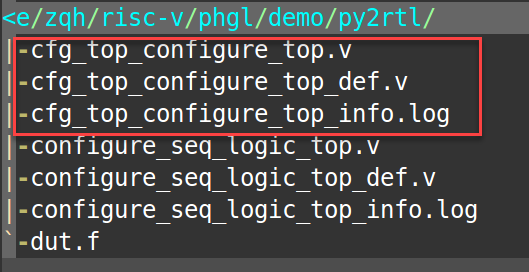 <e/zqh/risc-v/phgl/demo/py2rtl/
|-cfg_top_configure_top.v
|-cfg_top_configure_top_def.v
|-cfg_top_configure_top_info.log
|-configure_seq_logic_top.v
|-configure_seq_logic_top_def.v
|-configure_seq_logic_top_info.log
`-dut.f